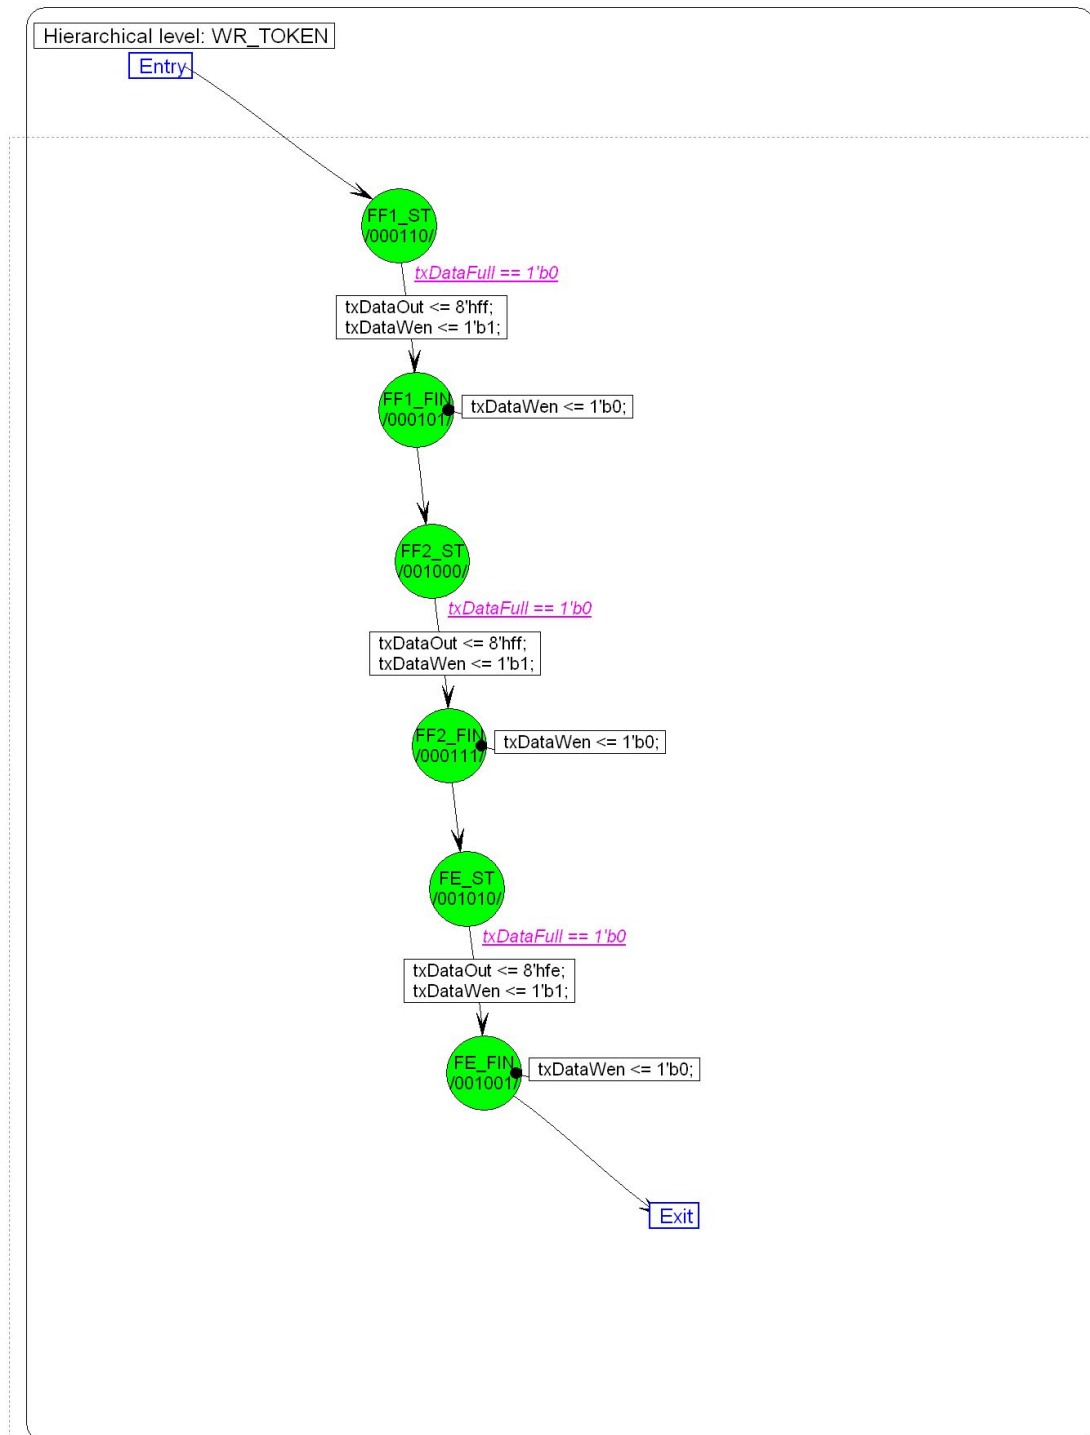 Hierarchical level: WR_TOKEN
Entry
FF1_ST
/000110/
txDataFull == 1'b0
txDataOut <= 8'hff;
txDataWen <= 1'b1;
FF1_FIN
/000101/
txDataWen <= 1'b0;
FF2_ST
/001000/
txDataFull == 1'b0
txDataOut <= 8'hff;
txDataWen <= 1'b1;
FF2_FIN
/000111/
txDataWen <= 1'b0;
FE_ST
/001010/
txDataFull == 1'b0
txDataOut <= 8'hfe;
txDataWen <= 1'b1;
FE_FIN
/001001/
txDataWen <= 1'b0;
Exit